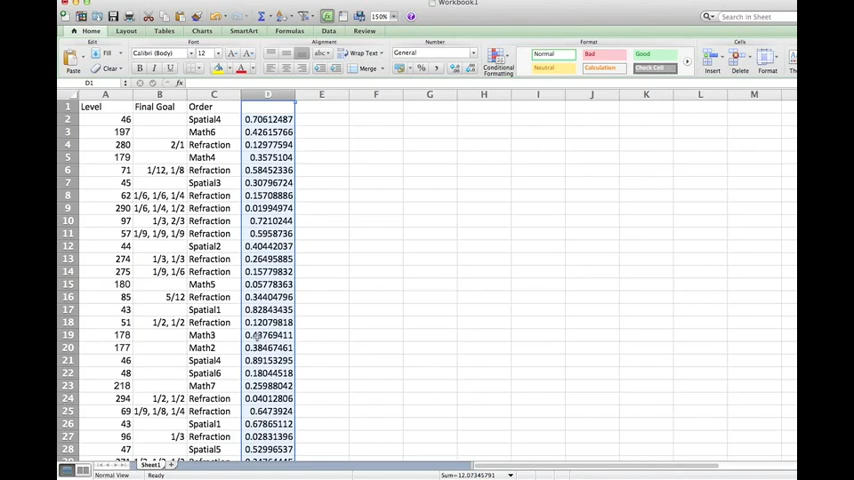 Workbook1
150%
Search in Sheet
Home Layout Tables Charts SmartArt Formulas Data Review
Edit Font Alignment Number Format Cells
Paste Fill Clear Calibri (Body) 12 B I U A A abc Wrap Text Merge General % Conditional Formatting Normal Bad Good Neutral Calculation Check Cell Insert Delete Format
D1 fx
A B C D E F G H I J K L M
1 Level Final Goal Order
2 46 Spatial4 0.70612487
3 197 Math6 0.42615766
4 280 2/1 Refraction 0.12977594
5 179 Math4 0.3575104
6 71 1/12, 1/8 Refraction 0.58452336
7 45 Spatial3 0.30796724
8 62 1/6, 1/6, 1/4 Refraction 0.15708886
9 290 1/6, 1/4, 1/2 Refraction 0.01994974
10 97 1/3, 2/3 Refraction 0.7210244
11 57 1/9, 1/9, 1/9 Refraction 0.5958736
12 44 Spatial2 0.40442037
13 274 1/3, 1/3 Refraction 0.26495885
14 275 1/9, 1/6 Refraction 0.15779832
15 180 Math5 0.05778363
16 85 5/12 Refraction 0.34404796
17 43 Spatial1 0.82843435
18 51 1/2, 1/2 Refraction 0.12079818
19 178 Math3
20 177 Math2 0.38467461
21 46 Spatial4 0.89153295
22 48 Spatial6 0.18044518
23 218 Math7 0.25988042
24 294 1/2, 1/2 Refraction 0.04012806
25 69 1/9, 1/8, 1/4 Refraction 0.6473924
26 43 Spatial1 0.67865112
27 96 1/3 Refraction 0.02831396
28 47 Spatial5 0.52996537
Sheet1
Normal View Ready Sum=12.07345791